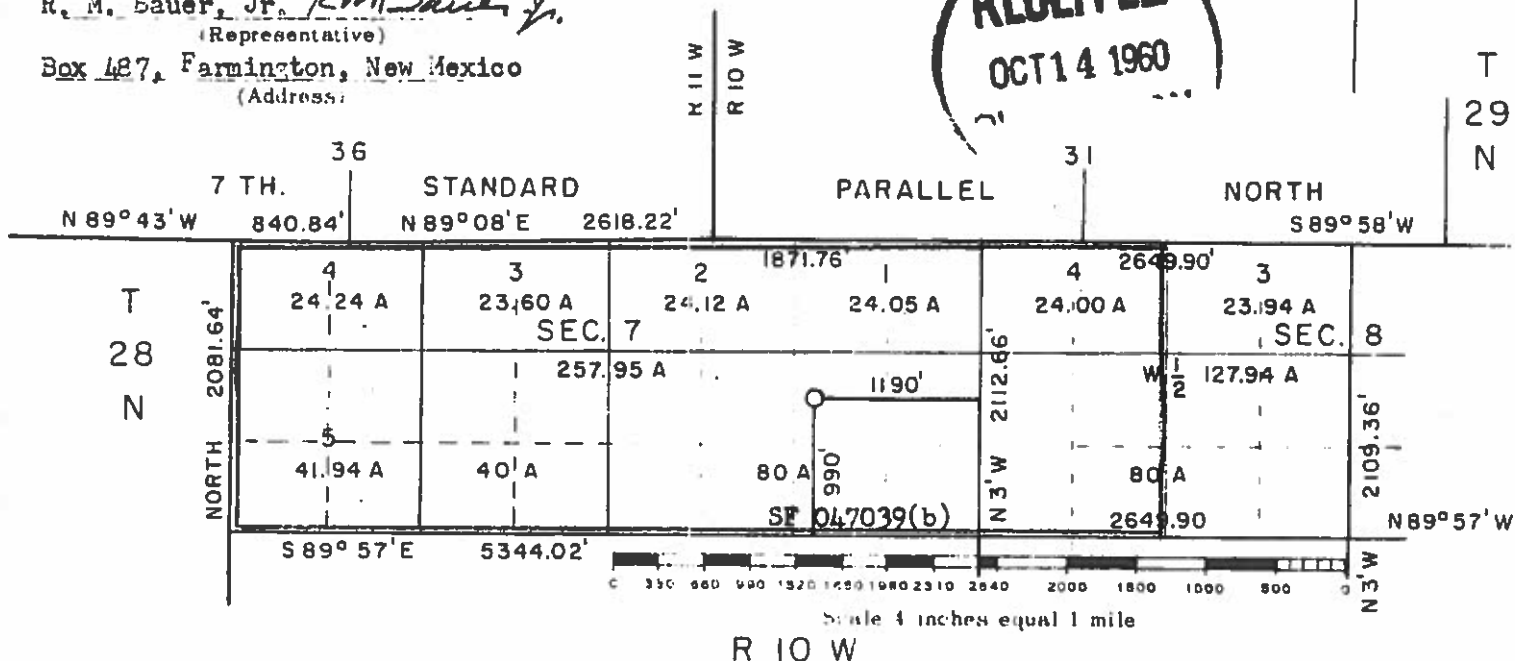 R. M. Bauer, Jr.
(Representative)
Box 487, Farmington, New Mexico
(Address)
RECEIVED
OCT 14 1960
R 11 W
R 10 W
T
29
N
36
31
7 TH. STANDARD PARALLEL NORTH
N 89° 43' W 840.84' N 89° 08' E 2618.22' S 89° 58' W
4 3 2 1871.76' 1 4 2649.90' 3
24.24 A 23.60 A 24.12 A 24.05 A 24.00 A 23.94 A
T
28
N
NORTH 2081.64'
SEC. 7
SEC. 8
257.95 A
W 1/2 127.94 A
1190'
990'
N 3' W 2112.66'
2109.36'
5
41.94 A 40 A 80 A 80 A
SF 047039(b)
2649.90
N 89° 57' W
S 89° 57' E 5344.02'
N 3' W
0 330 660 990 1320 1650 1980 2310 2640 2000 1500 1000 500 0
Scale 4 inches equal 1 mile
R 10 W